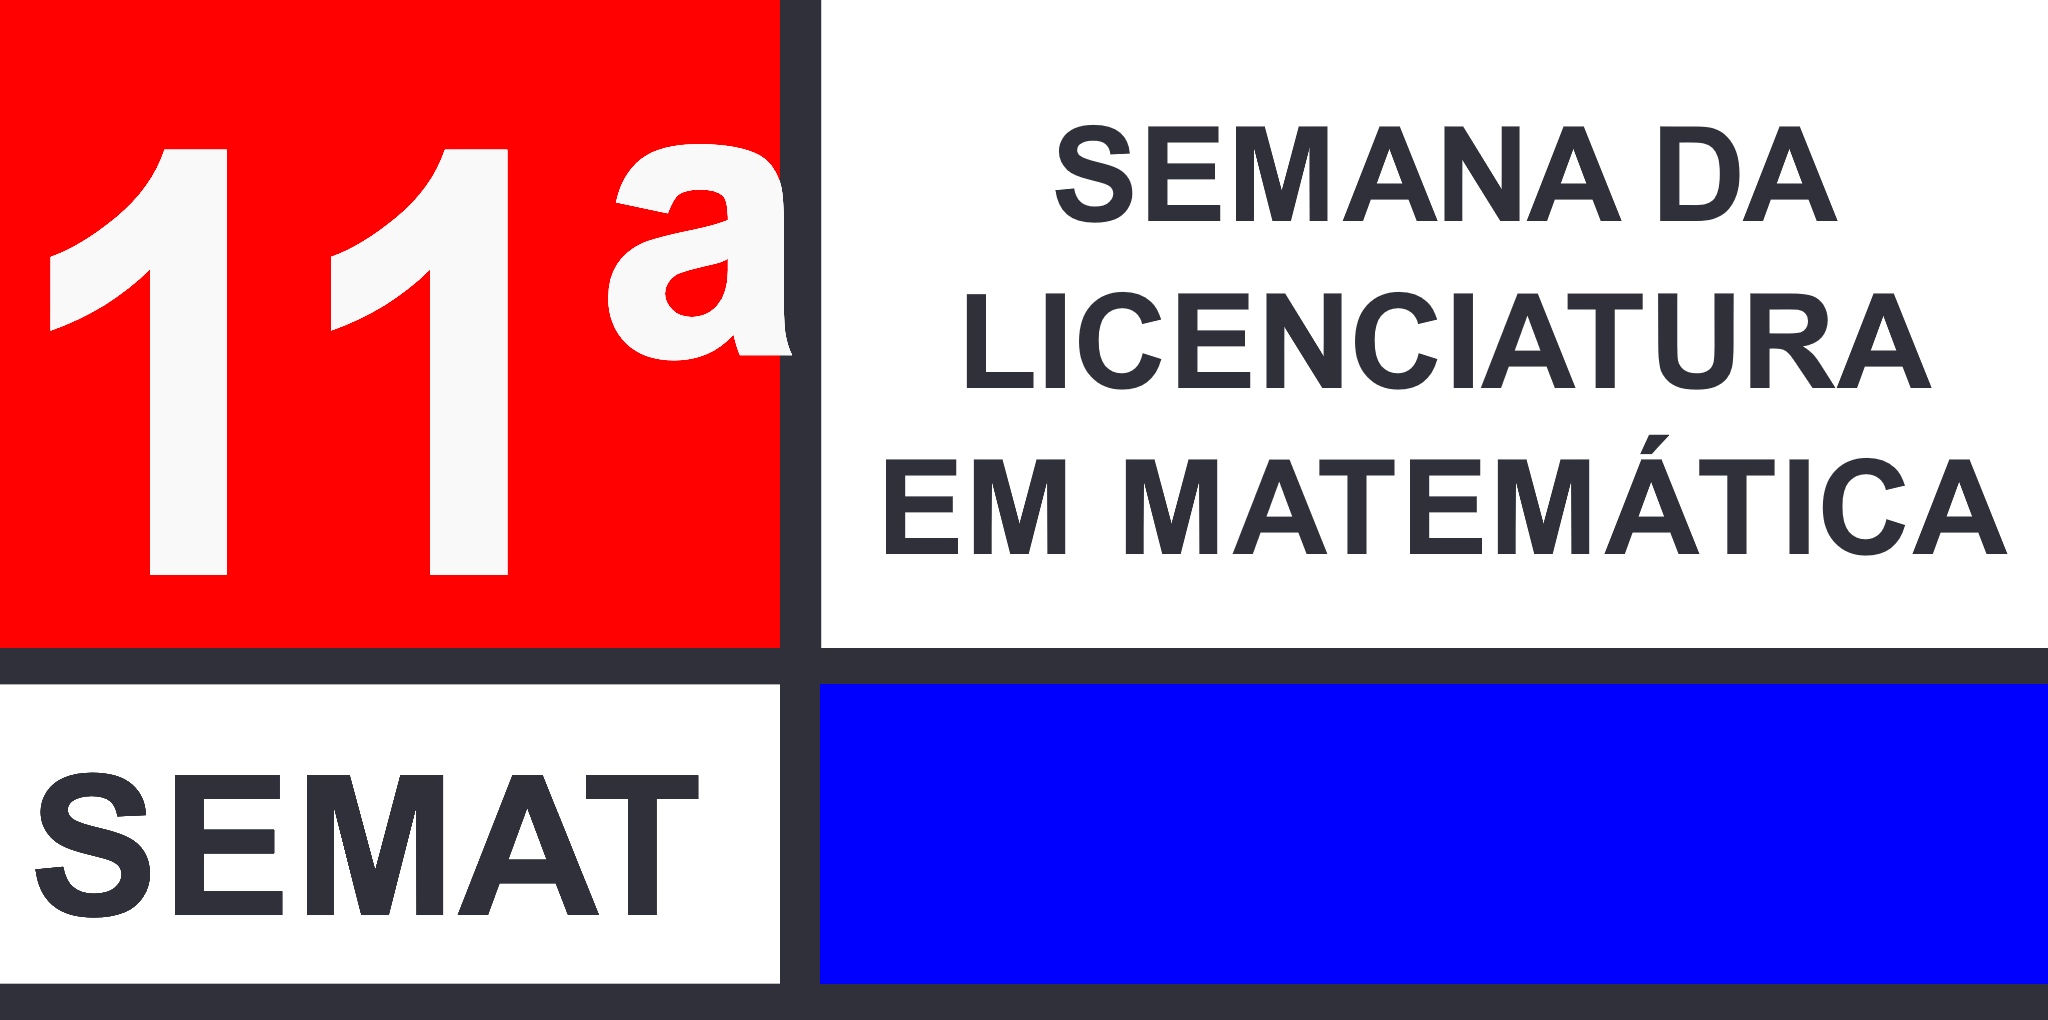 11ª
SEMANA DA
LICENCIATURA
EM MATEMÁTICA
SEMAT